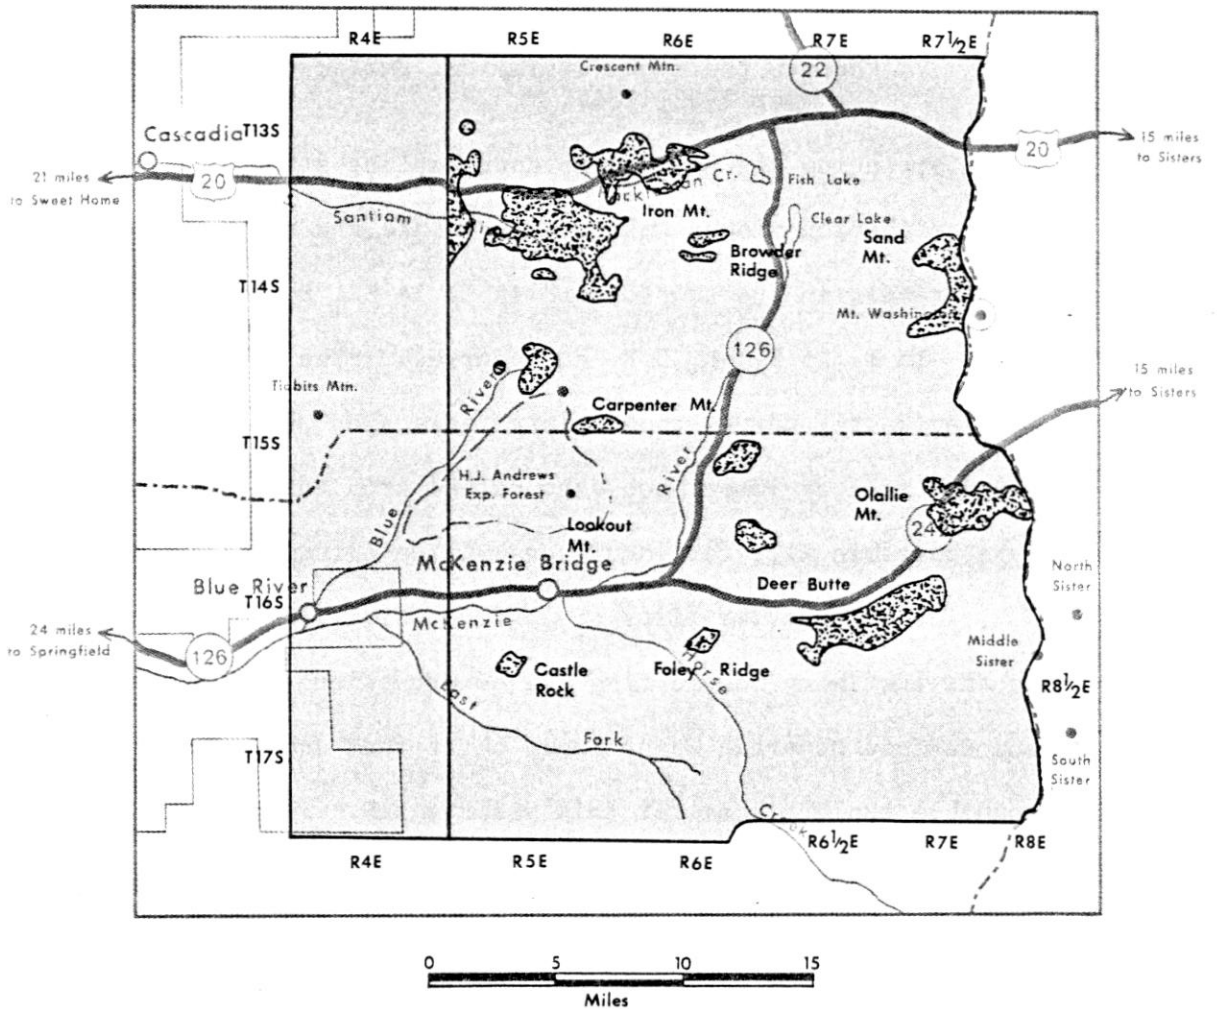 R4E R5E R6E R7E R7½E
22
Crescent Mtn.
Cascadia T13S
20
15 miles
to Sisters
21 miles
to Sweet Home
20
Fish Lake
Cr.
Santiam
Iron Mt.
Clear Lake
Sand
Mt.
Browder
Ridge
T14S
Mt. Washington
126
15 miles
to Sisters
River
Carpenter Mt.
T15S
H.J. Andrews
Exp. Forest
River
Olallie
Mt.
Blue
Lookout
Mt.
24
McKenzie Bridge
North
Sister
Blue River
T16S
Deer Butte
McKenzie
24 miles
to Springfield
126
Middle
Sister
Castle
Rock
Foley Ridge
Horse
R8½E
East
Fork
T17S
South
Sister
Creek
R4E R5E R6E R6½E R7E R8E
0 5 10 15
Miles